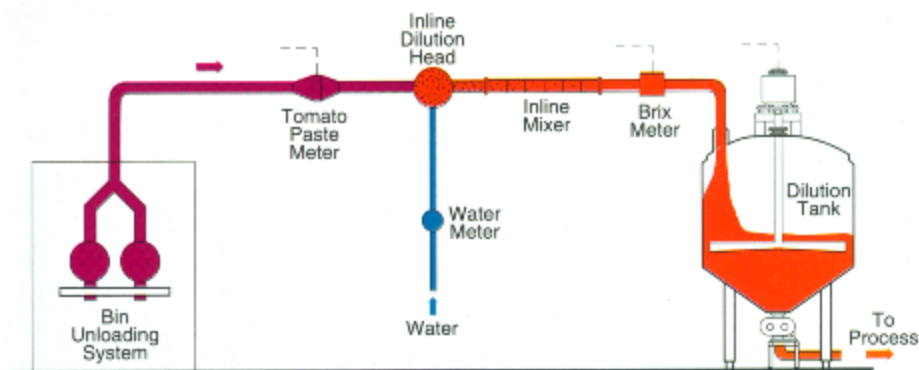 Inline
Dilution
Head
Tomato
Paste
Meter
Inline
Mixer
Brix
Meter
Dilution
Tank
Water
Meter
Bin
Unloading
System
Water
To
Process